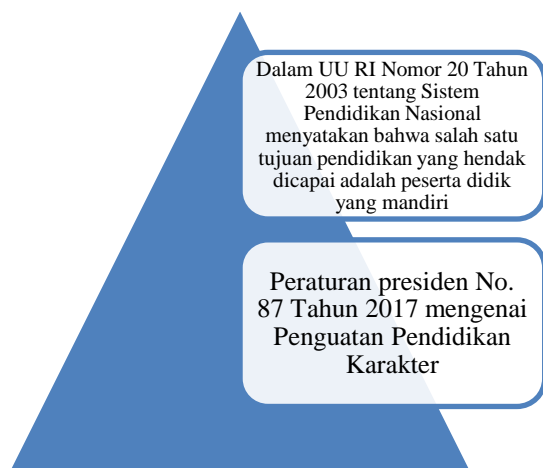 Dalam UU RI Nomor 20 Tahun
2003 tentang Sistem
Pendidikan Nasional
menyatakan bahwa salah satu
tujuan pendidikan yang hendak
dicapai adalah peserta didik
yang mandiri
Peraturan presiden No.
87 Tahun 2017 mengenai
Penguatan Pendidikan
Karakter